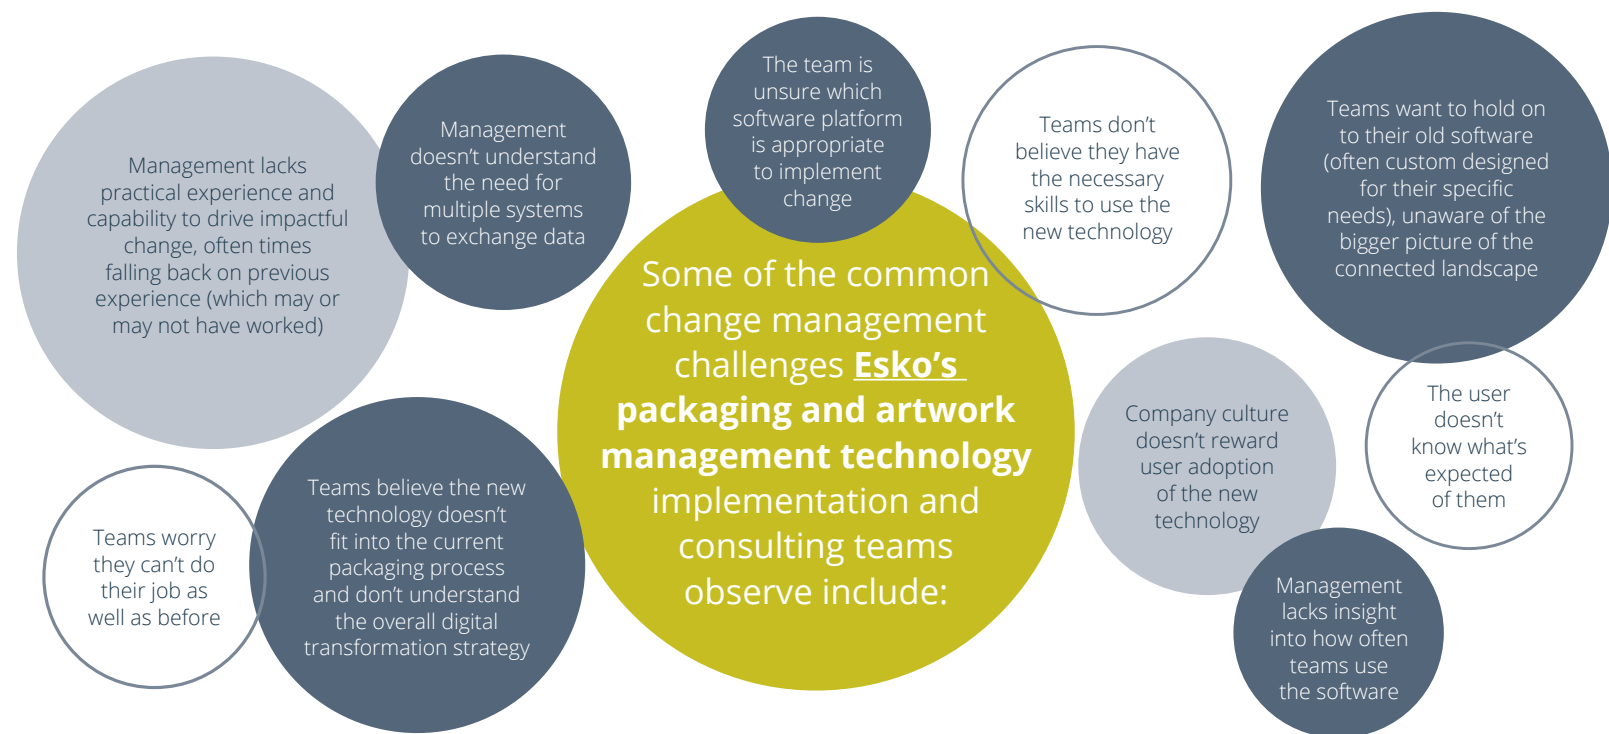 Management lacks
practical experience and
capability to drive impactful
change, often times
falling back on previous
experience (which may or
may not have worked)
Management
doesn't understand
the need for
multiple systems
to exchange data
The team is
unsure which
software platform
is appropriate
to implement
change
Teams don't
believe they have
the necessary
skills to use the
new technology
Teams want to hold on
to their old software
(often custom designed
for their specific
needs), unaware of the
bigger picture of the
connected landscape
Some of the common
change management
challenges Esko's
packaging and artwork
management technology
implementation and
consulting teams
observe include:
Teams worry
they can't do
their job as
well as before
Teams believe the new
technology doesn't
fit into the current
packaging process
and don't understand
the overall digital
transformation strategy
Company culture
doesn't reward
user adoption
of the new
technology
The user
doesn't
know what's
expected
of them
Management
lacks insight
into how often
teams use
the software